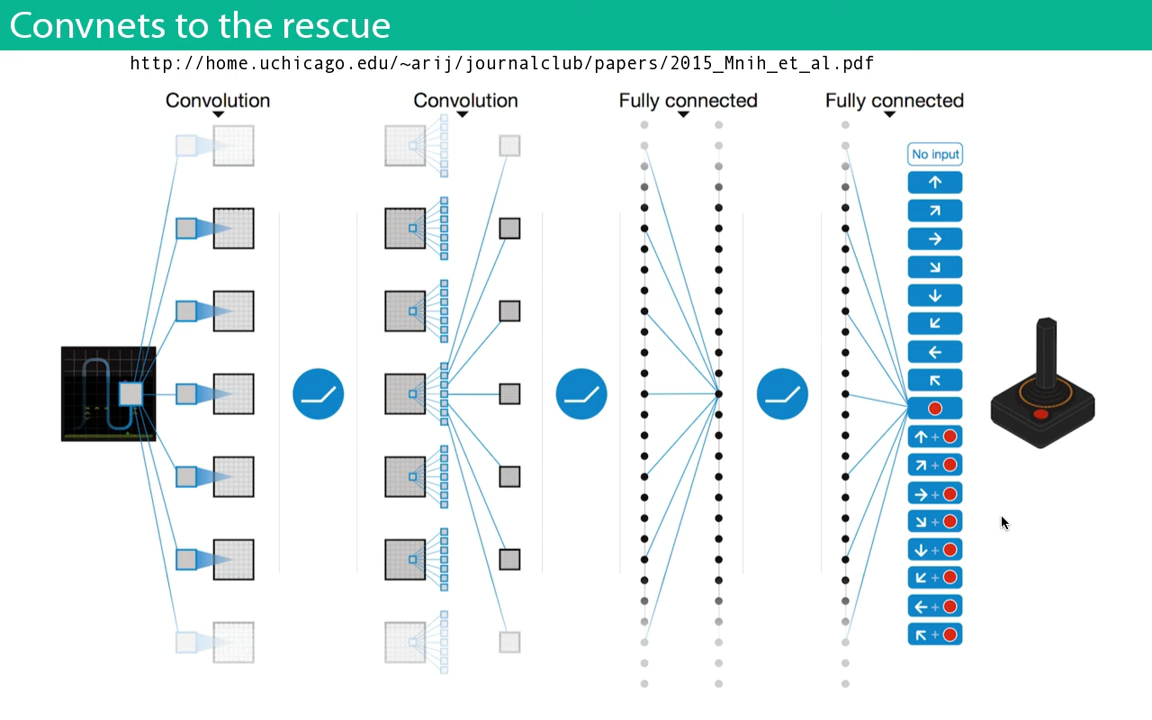 Convnets to the rescue
http://home.uchicago.edu/~arij/journalclub/papers/2015_Mnih_et_al.pdf
Convolution Convolution Fully connected Fully connected
No input
+
+
+
+
+
+
+
+